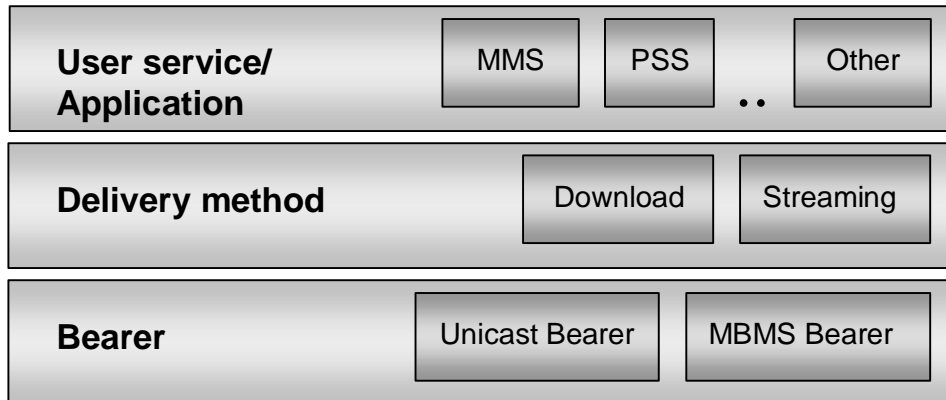 User service/
Application
MMS
PSS
..
Other
Delivery method
Download
Streaming
Bearer
Unicast Bearer
MBMS Bearer